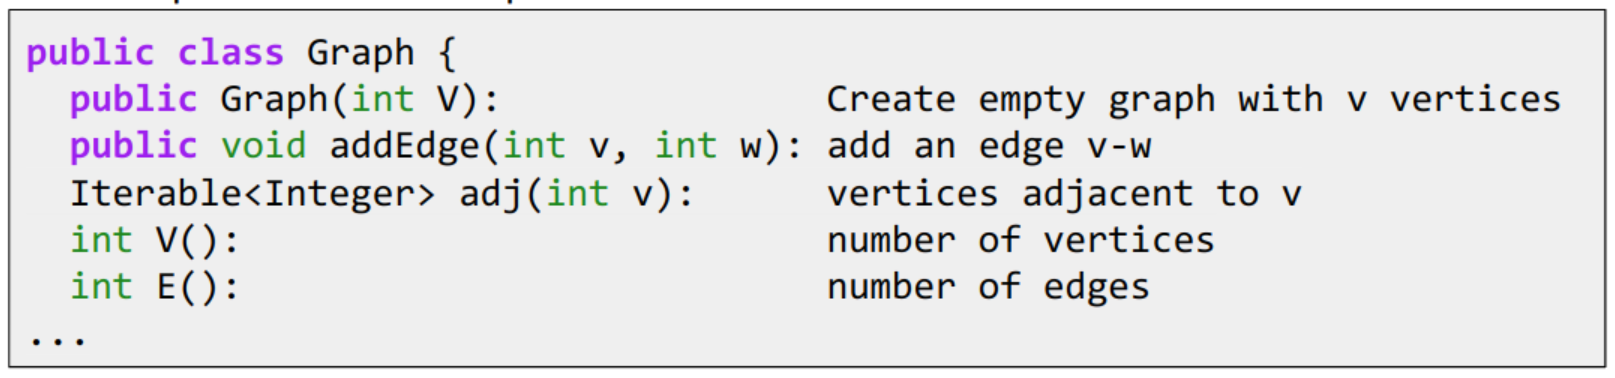 public class Graph {
public Graph(int V): Create empty graph with v vertices
public void addEdge(int v, int w): add an edge v-w
Iterable<Integer> adj(int v): vertices adjacent to v
int V(): number of vertices
int E(): number of edges
...